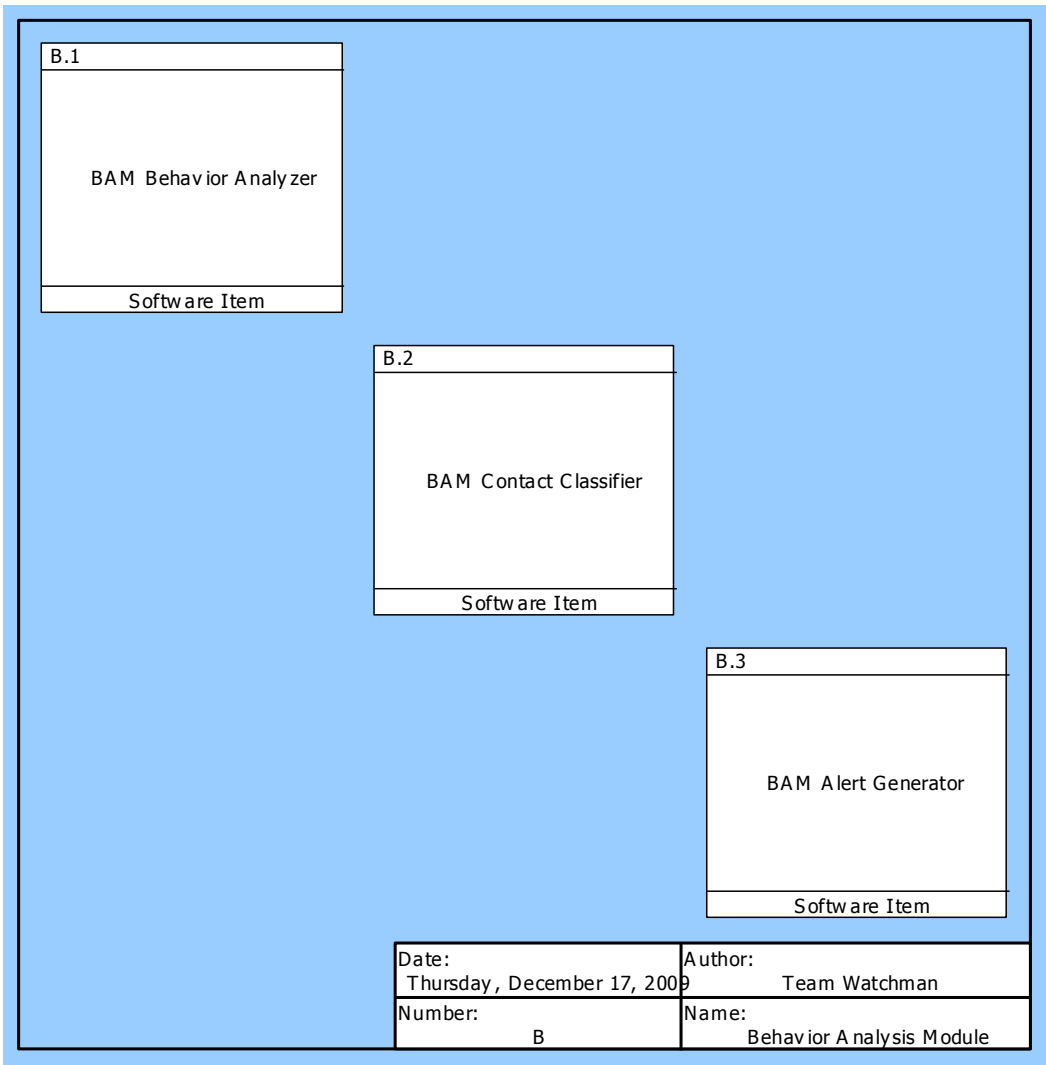 B.1
BAM Behavior Analyzer
Software Item
B.2
BAM Contact Classifier
Software Item
B.3
BAM Alert Generator
Software Item
Date:
Thursday, December 17, 2009
Author:
Team Watchman
Number:
B
Name:
Behavior Analysis Module